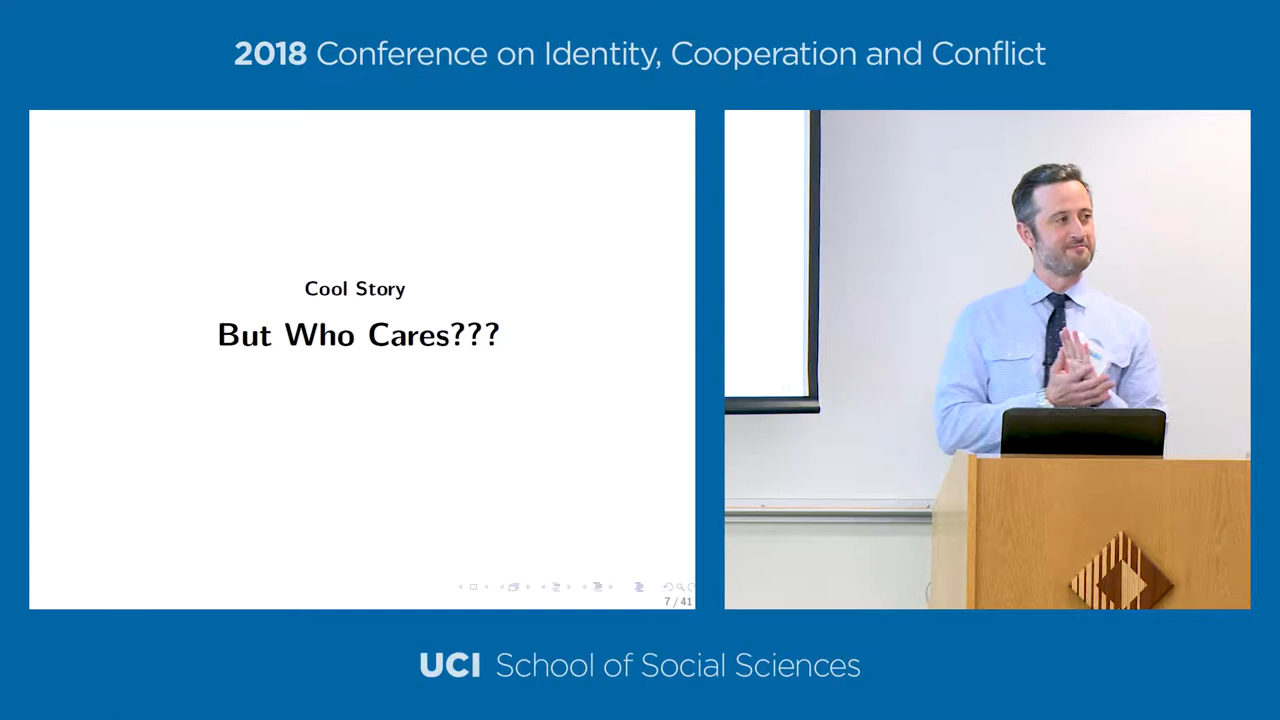 2018 Conference on Identity, Cooperation and Conflict
Cool Story
But Who Cares???
7 / 41
UCI School of Social Sciences